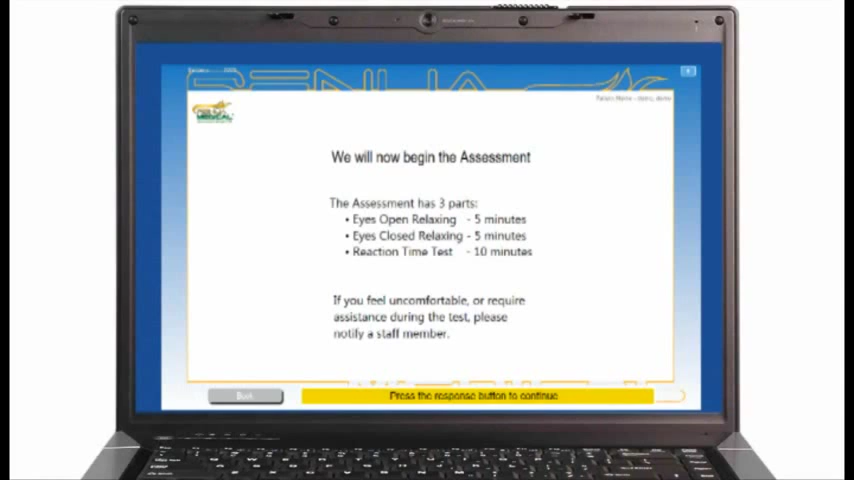 MEDICAL
We will now begin the Assessment
The Assessment has 3 parts:
• Eyes Open Relaxing - 5 minutes
• Eyes Closed Relaxing - 5 minutes
• Reaction Time Test - 10 minutes
If you feel uncomfortable, or require
assistance during the test, please
notify a staff member.
Back
Press the response button to continue